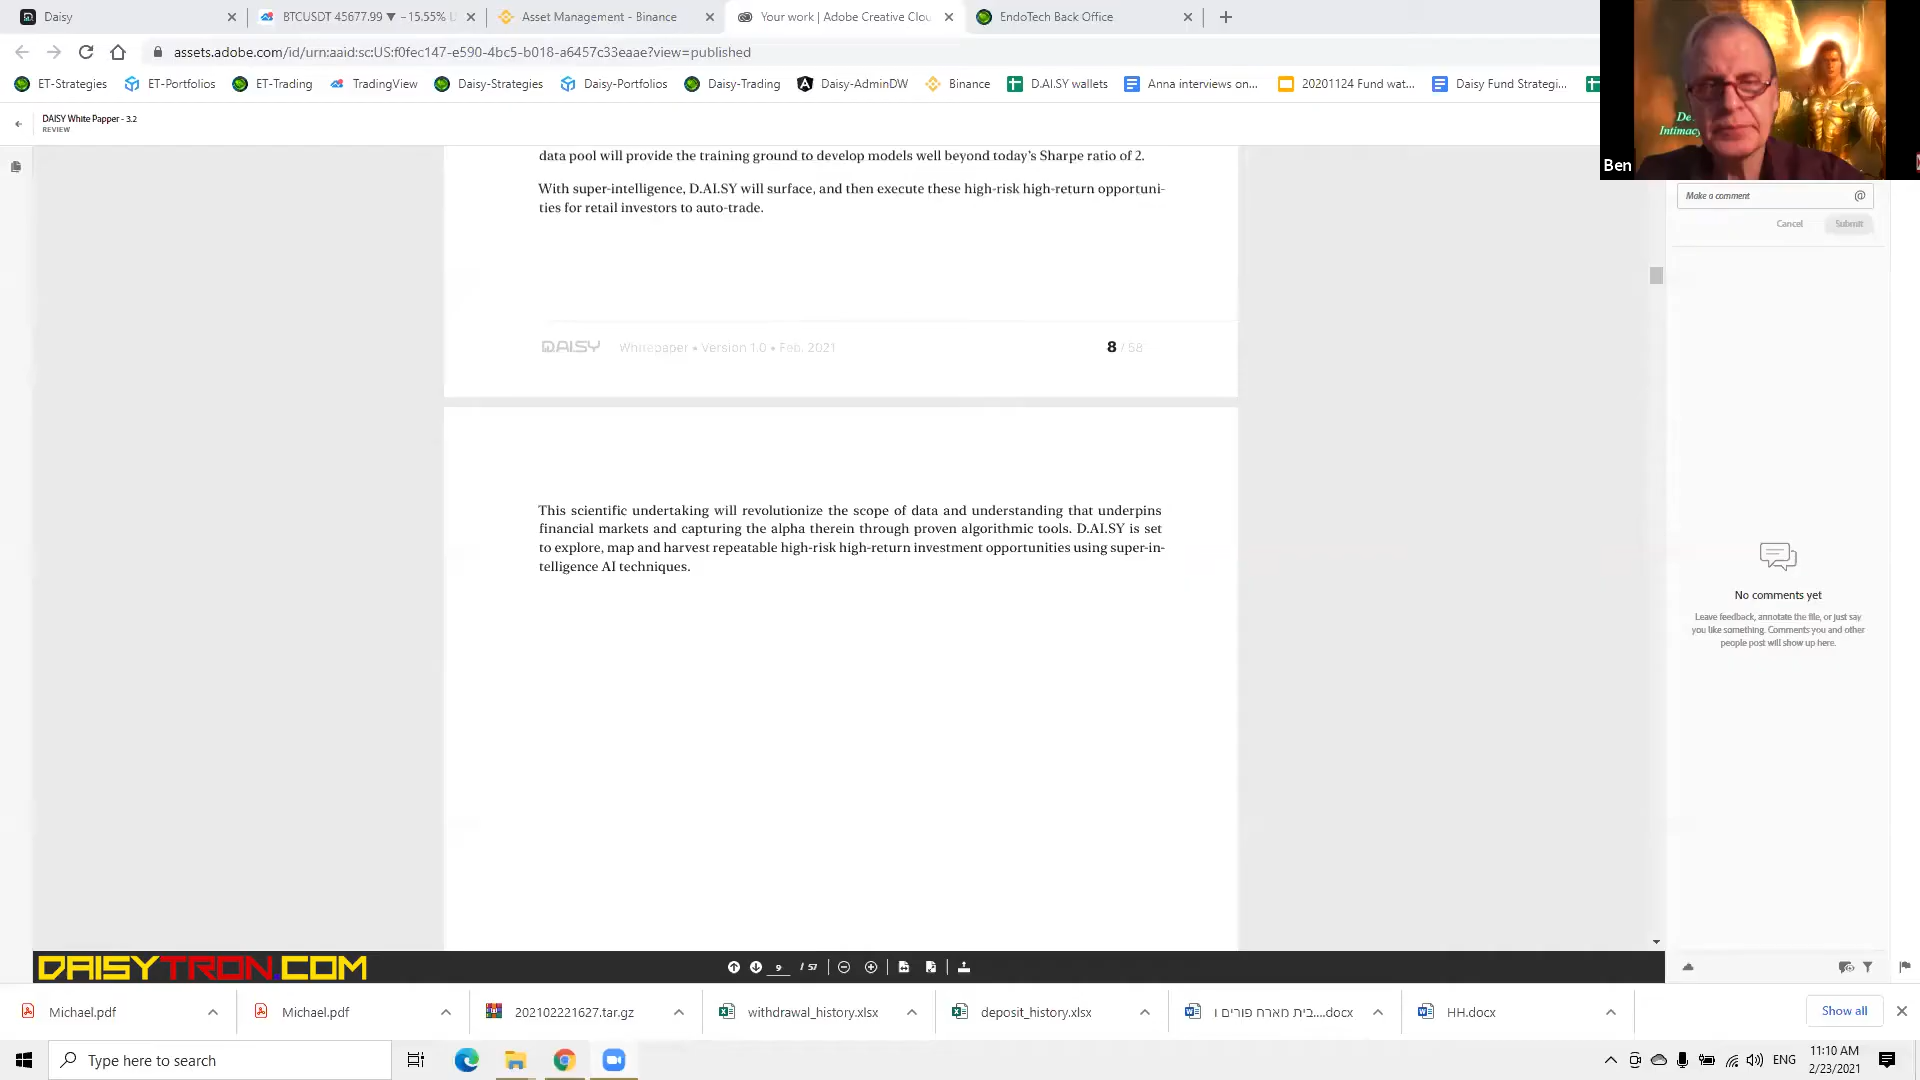 Daisy
BTCUSDT 45677.99 ▼ −15.55% U
Asset Management - Binance
Your work | Adobe Creative Clou
EndoTech Back Office
assets.adobe.com/id/urn:aaid:sc:US:f0fec147-e590-4bc5-b018-a6457c33eaae?view=published
ET-Strategies
ET-Portfolios
ET-Trading
TradingView
Daisy-Strategies
Daisy-Portfolios
Daisy-Trading
Daisy-AdminDW
Binance
D.AI.SY wallets
Anna interviews on...
20201124 Fund wat...
Daisy Fund Strategi...
De
Intimacy
Ben
DAISY White Papper - 3.2
REVIEW
data pool will provide the training ground to develop models well beyond today's Sharpe ratio of 2.
With super-intelligence, D.AI.SY will surface, and then execute these high-risk high-return opportuni-
ties for retail investors to auto-trade.
DAISY Whitepaper • Version 1.0 • Feb. 2021
8 / 58
This scientific undertaking will revolutionize the scope of data and understanding that underpins
financial markets and capturing the alpha therein through proven algorithmic tools. D.AI.SY is set
to explore, map and harvest repeatable high-risk high-return investment opportunities using super-in-
telligence AI techniques.
Make a comment
@
Cancel
Submit
No comments yet
Leave feedback, annotate the file, or just say
you like something. Comments you and other
people post will show up here.
DAISYTRON.COM
9 / 57
Michael.pdf
Michael.pdf
202102221627.tar.gz
withdrawal_history.xlsx
deposit_history.xlsx
בית מארח פורים ו....docx
HH.docx
Show all
Type here to search
ENG
11:10 AM
2/23/2021